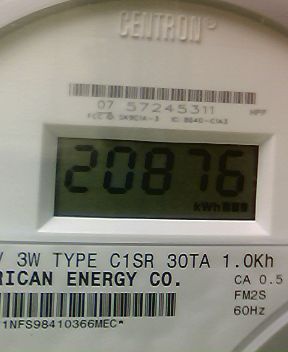 CENTRON®
07 57245311
20876
kWh
V 3W TYPE C1SR 30TA 1.0Kh
RICAN ENERGY CO.
CA 0.5
FM2S
60Hz
1NFS98410366MEC*